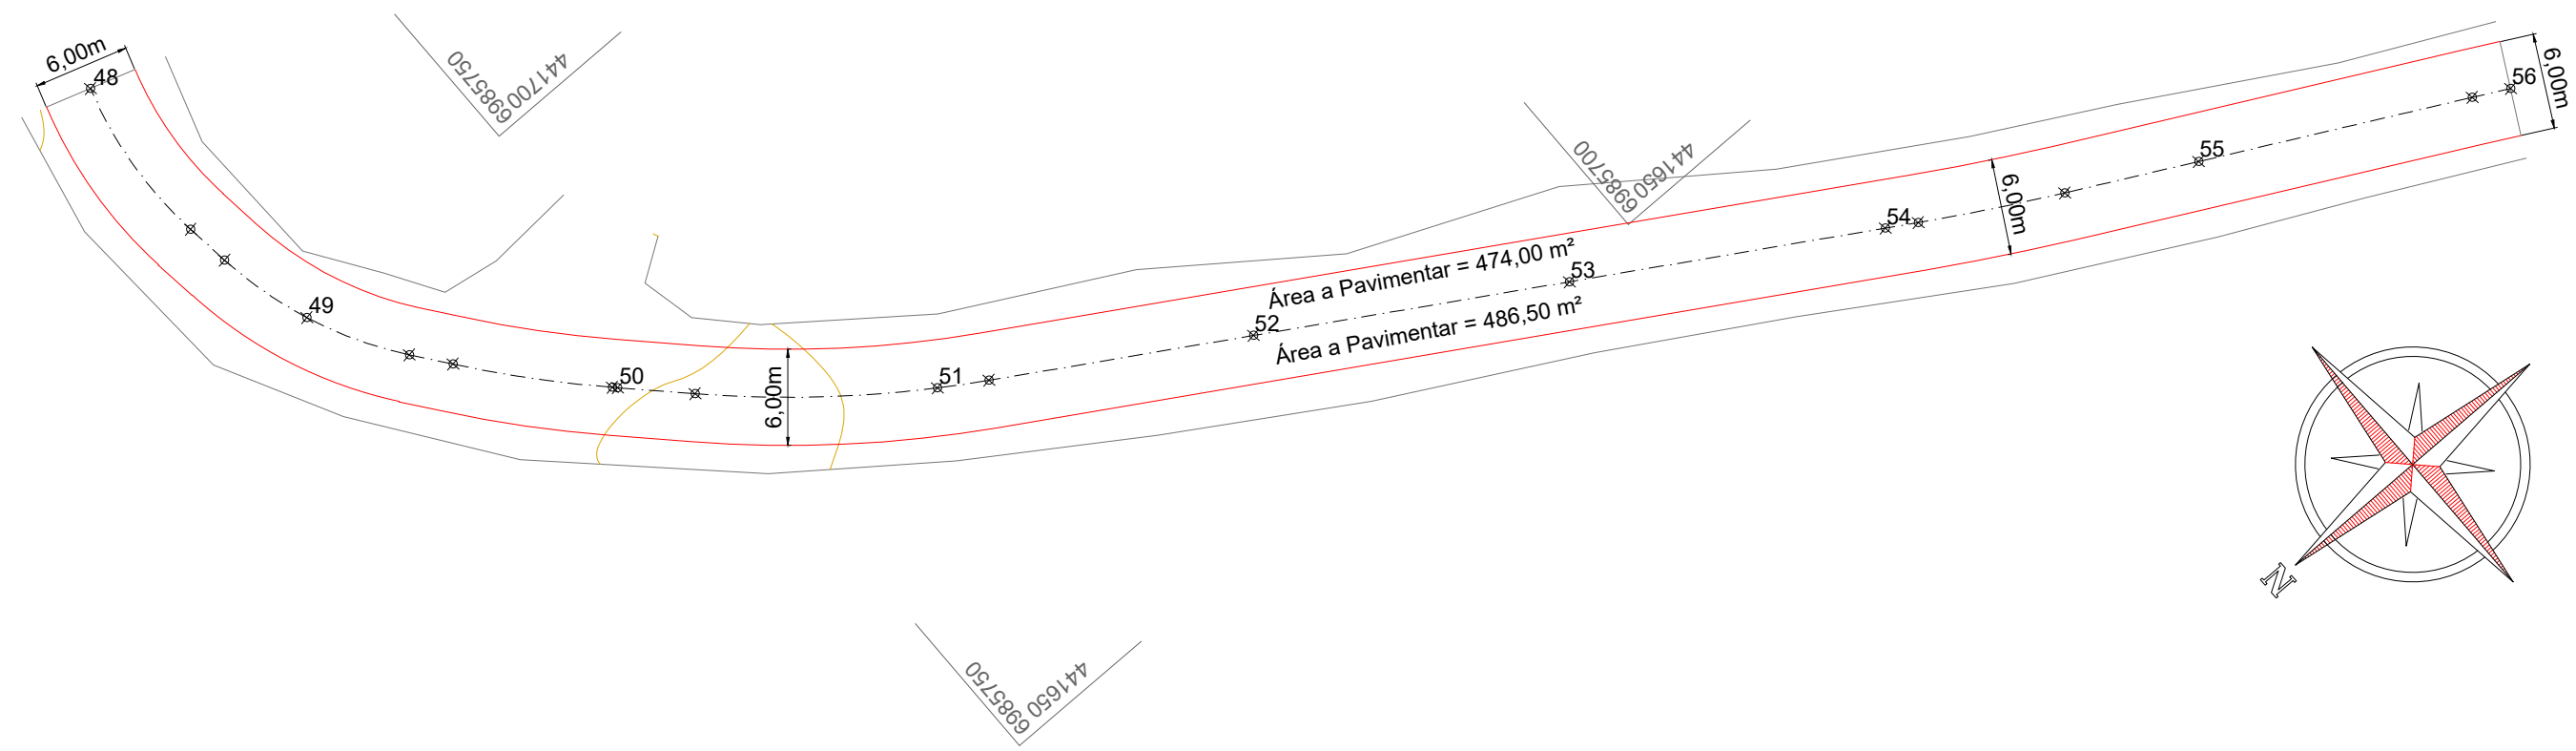 6,00m
48
6985750
441700
49
50
6,00m
51
52
Área a Pavimentar = 474,00 m²
Área a Pavimentar = 486,50 m²
53
6985700
441650
54
6,00m
55
56
6,00m
6985750
441650
N